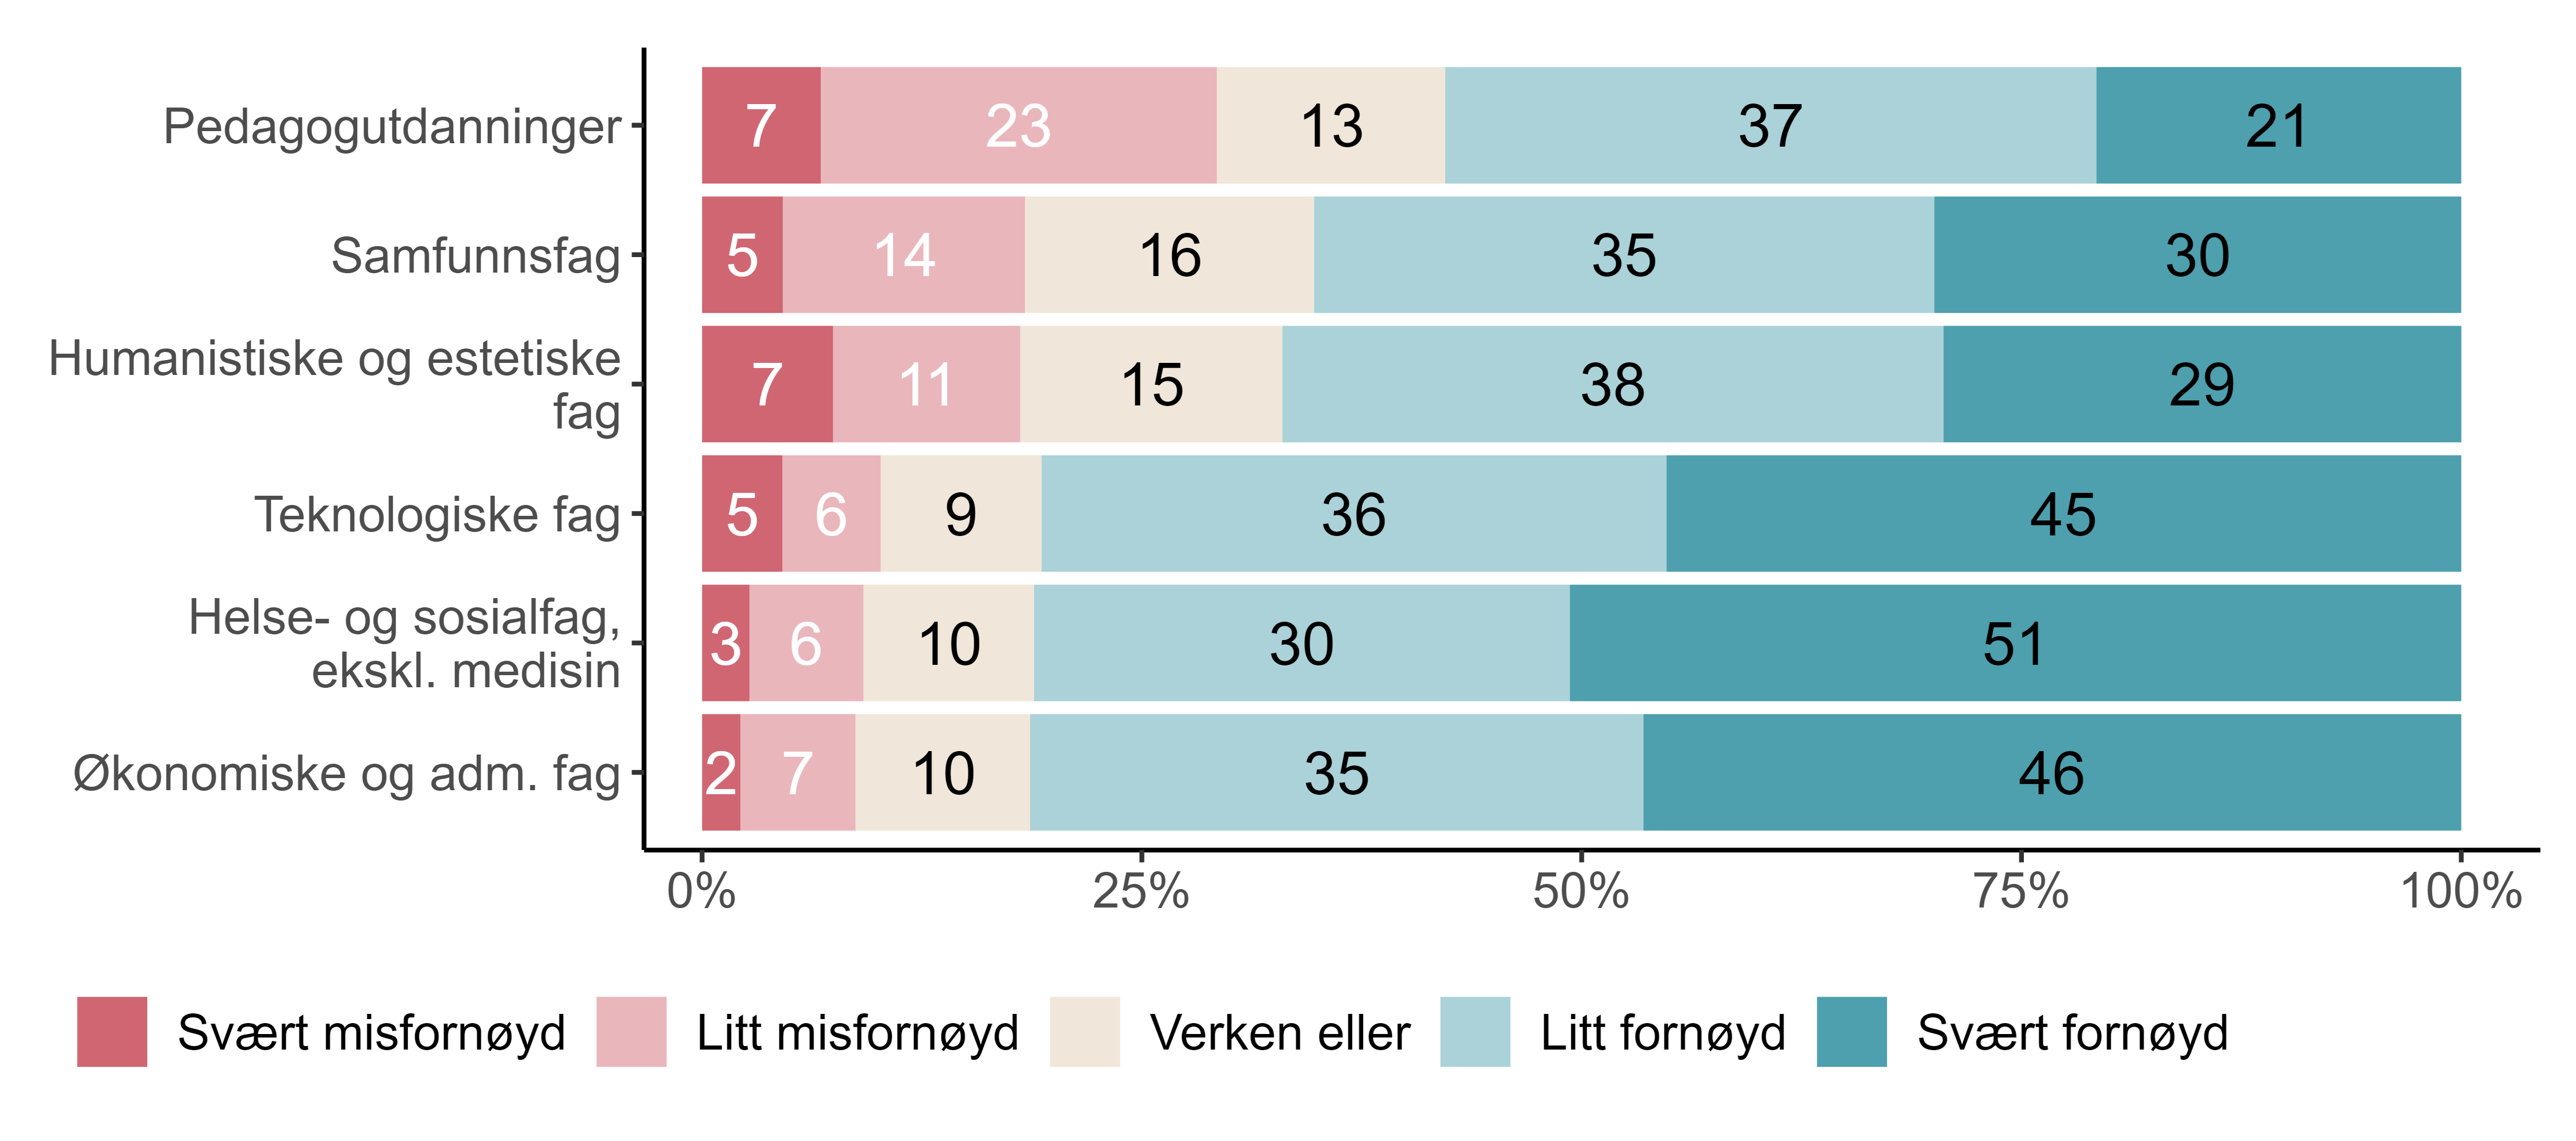 Pedagogutdanninger 7 23 13 37 21
Samfunnsfag 5 14 16 35 30
Humanistiske og estetiske
fag 7 11 15 38 29
Teknologiske fag 5 6 9 36 45
Helse- og sosialfag,
ekskl. medisin 3 6 10 30 51
Økonomiske og adm. fag 2 7 10 35 46
0% 25% 50% 75% 100%
Svært misfornøyd Litt misfornøyd Verken eller Litt fornøyd Svært fornøyd